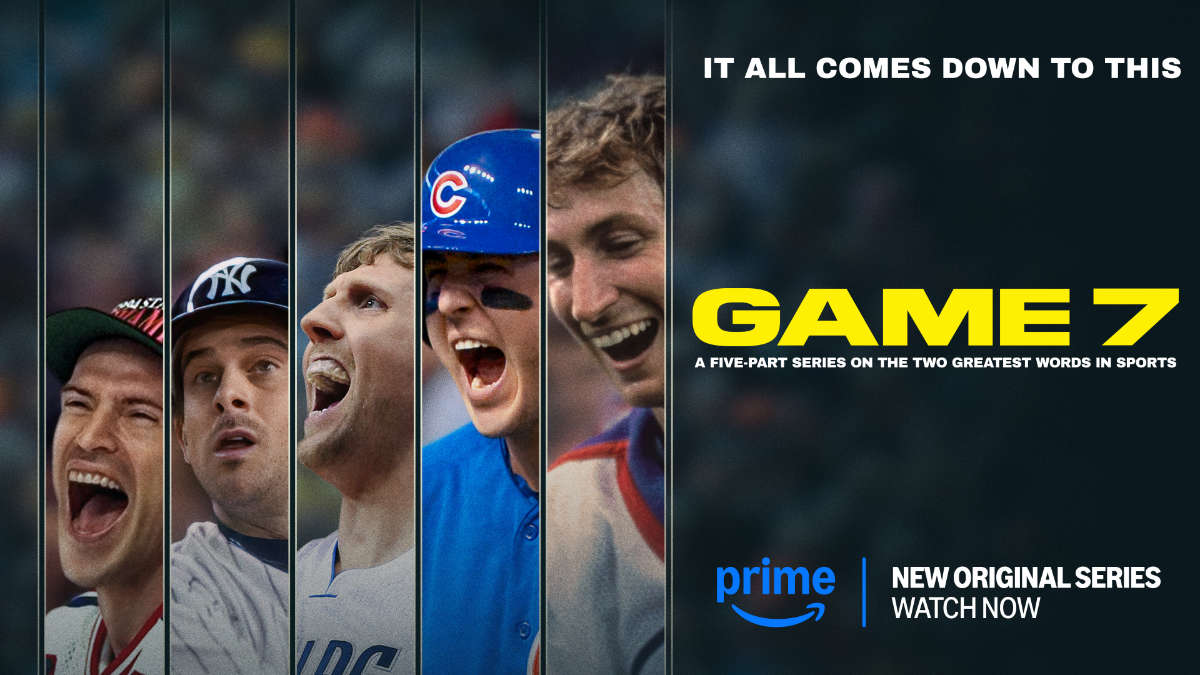 IT ALL COMES DOWN TO THIS
C
NY
GAME 7
A FIVE-PART SERIES ON THE TWO GREATEST WORDS IN SPORTS
prime
NEW ORIGINAL SERIES
WATCH NOW